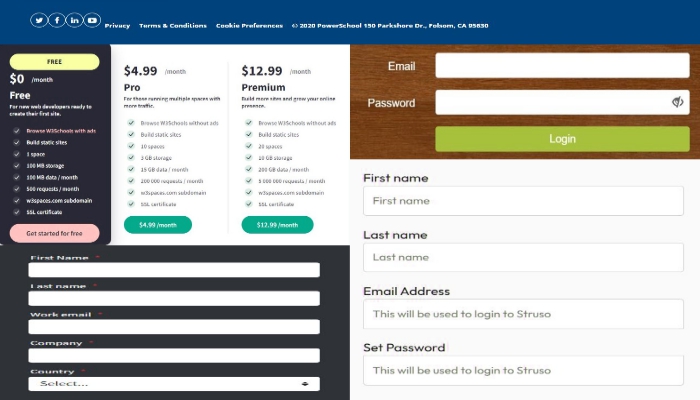 Privacy Terms & Conditions Cookie Preferences © 2020 PowerSchool 150 Parkshore Dr., Folsom, CA 95630
FREE
$0 /month
Free
For new web developers ready to
create their first site.
Browse W3Schools with ads
Build static sites
1 space
100 MB storage
100 MB data / month
500 requests / month
w3spaces.com subdomain
SSL certificate
Get started for free
$4.99 /month
Pro
For those running multiple spaces with
more traffic.
Browse W3Schools without ads
Build static sites
10 spaces
3 GB storage
15 GB data / month
200 000 requests / month
w3spaces.com subdomain
SSL certificate
$4.99 /month
$12.99 /month
Premium
Build more sites and grow your online
presence.
Browse W3Schools without ads
Build static sites
20 spaces
10 GB storage
200 GB data / month
5 000 000 requests / month
w3spaces.com subdomain
SSL certificate
$12.99 /month
Email
Password
Login
First Name *
Last name *
Work email *
Company *
Country *
Select...
First name
First name
Last name
Last name
Email Address
This will be used to login to Struso
Set Password
This will be used to login to Struso